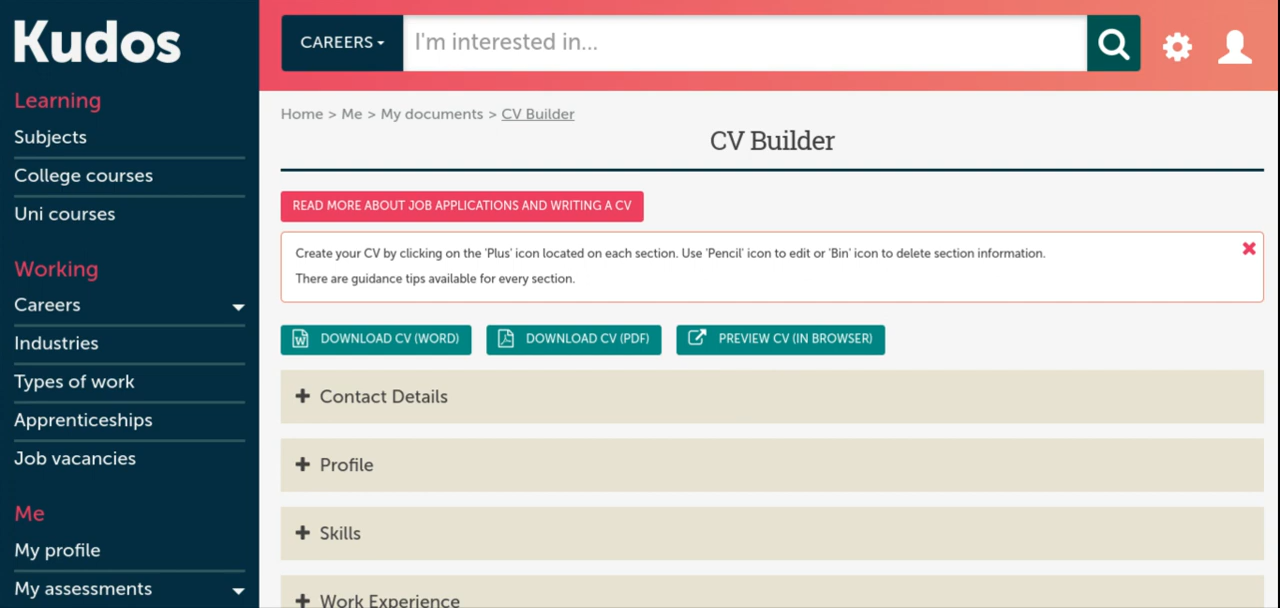 Kudos
Learning
Subjects
College courses
Uni courses
Working
Careers
Industries
Types of work
Apprenticeships
Job vacancies
Me
My profile
My assessments
CAREERS
I'm interested in...
Home > Me > My documents > CV Builder
CV Builder
READ MORE ABOUT JOB APPLICATIONS AND WRITING A CV
Create your CV by clicking on the 'Plus' icon located on each section. Use 'Pencil' icon to edit or 'Bin' icon to delete section information.
There are guidance tips available for every section.
DOWNLOAD CV (WORD)
DOWNLOAD CV (PDF)
PREVIEW CV (IN BROWSER)
Contact Details
Profile
Skills
Work Experience